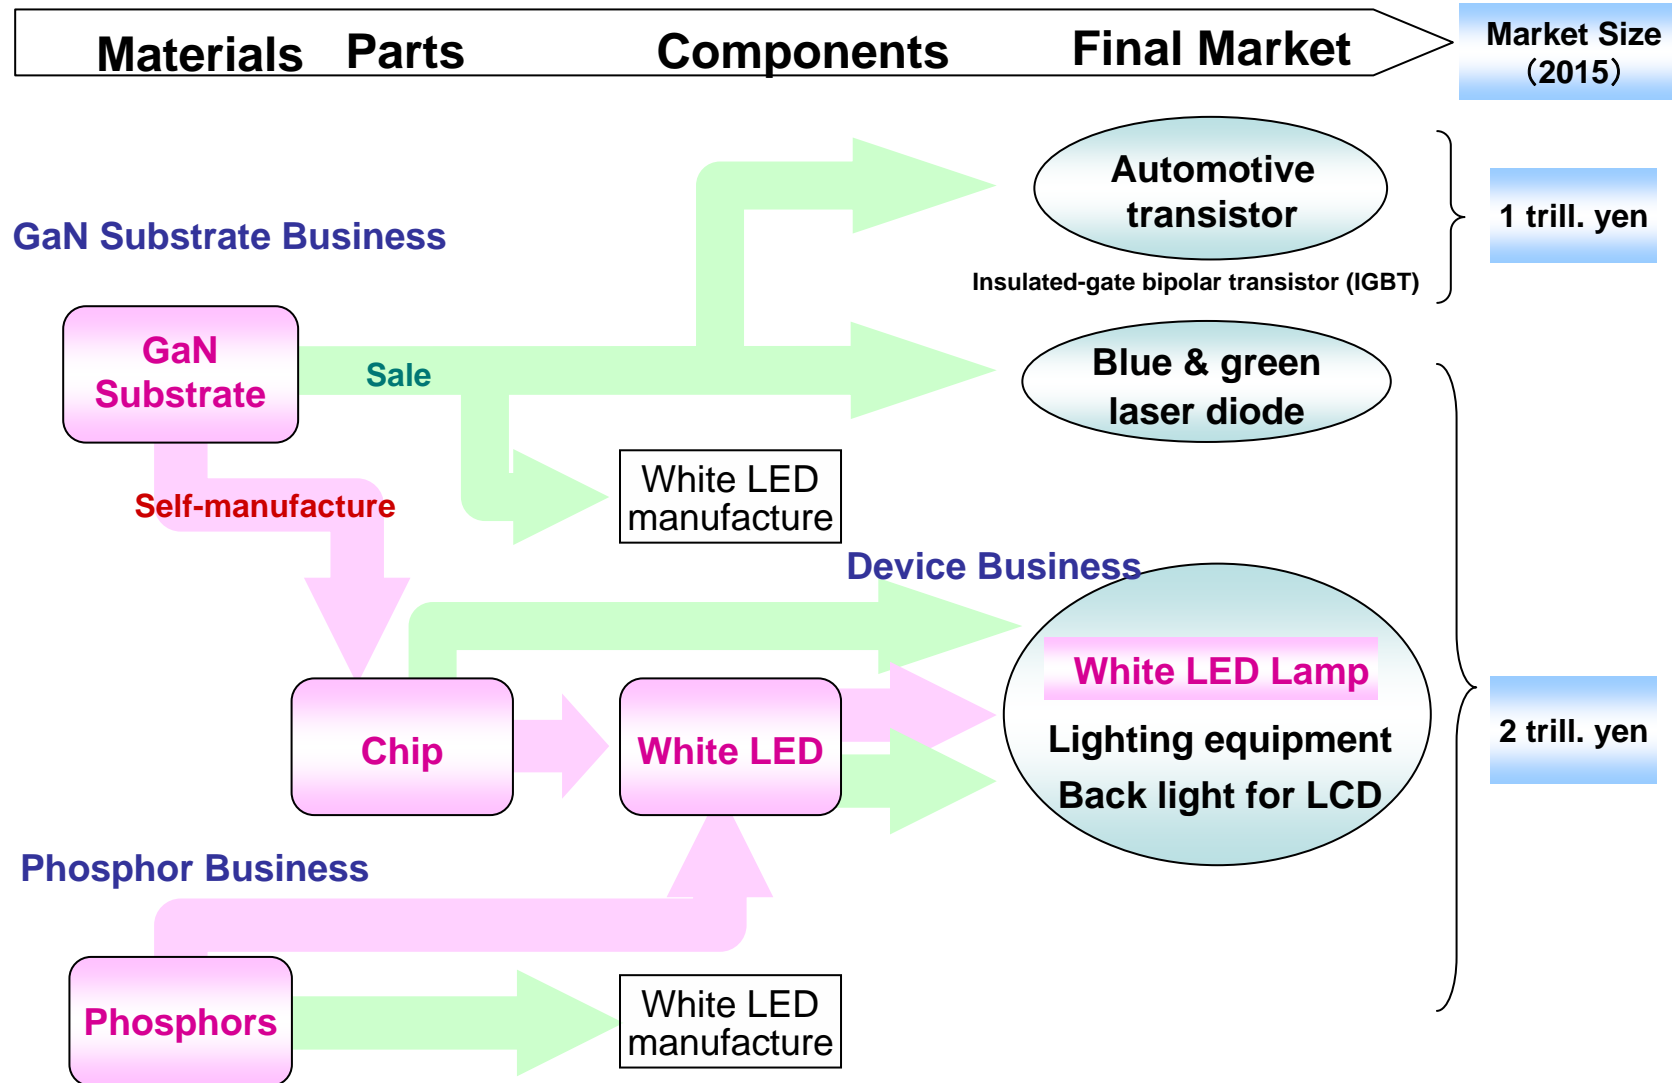 Materials Parts Components Final Market
Market Size
（2015）
Automotive
transistor
1 trill. yen
GaN Substrate Business
Insulated-gate bipolar transistor (IGBT)
GaN
Substrate
Sale
Blue & green
laser diode
White LED
manufacture
Self-manufacture
Device Business
White LED Lamp
Lighting equipment
Back light for LCD
2 trill. yen
Chip
White LED
Phosphor Business
Phosphors
White LED
manufacture